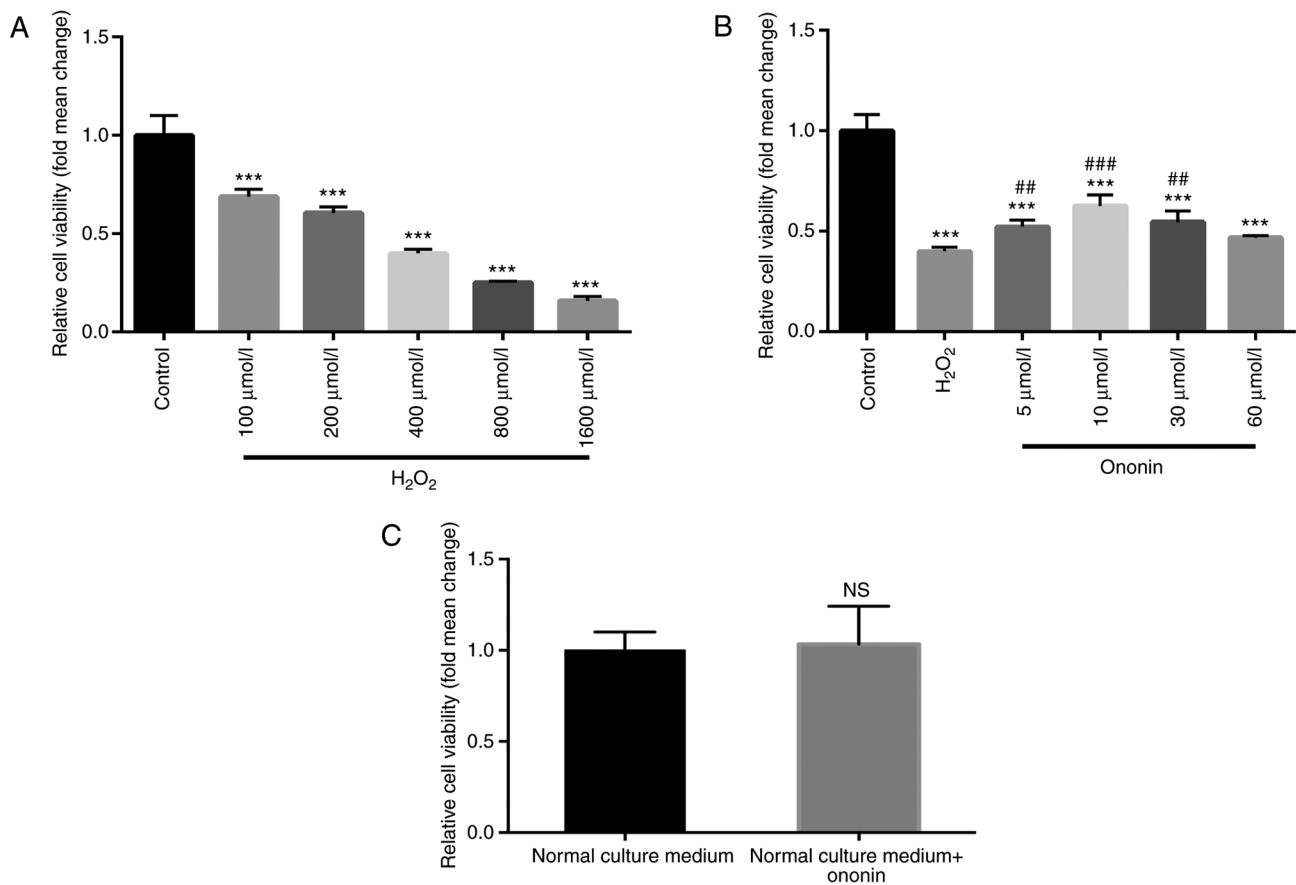 A
Relative cell viability (fold mean change)
1.5
1.0
0.5
0.0
***
***
***
***
***
Control
100 μmol/l
200 μmol/l
400 μmol/l
800 μmol/l
1600 μmol/l
H₂O₂
B
Relative cell viability (fold mean change)
1.5
1.0
0.5
0.0
***
##
***
###
***
##
***
***
Control
H₂O₂
5 μmol/l
10 μmol/l
30 μmol/l
60 μmol/l
Ononin
C
Relative cell viability (fold mean change)
1.5
1.0
0.5
0.0
NS
Normal culture medium
Normal culture medium+
ononin